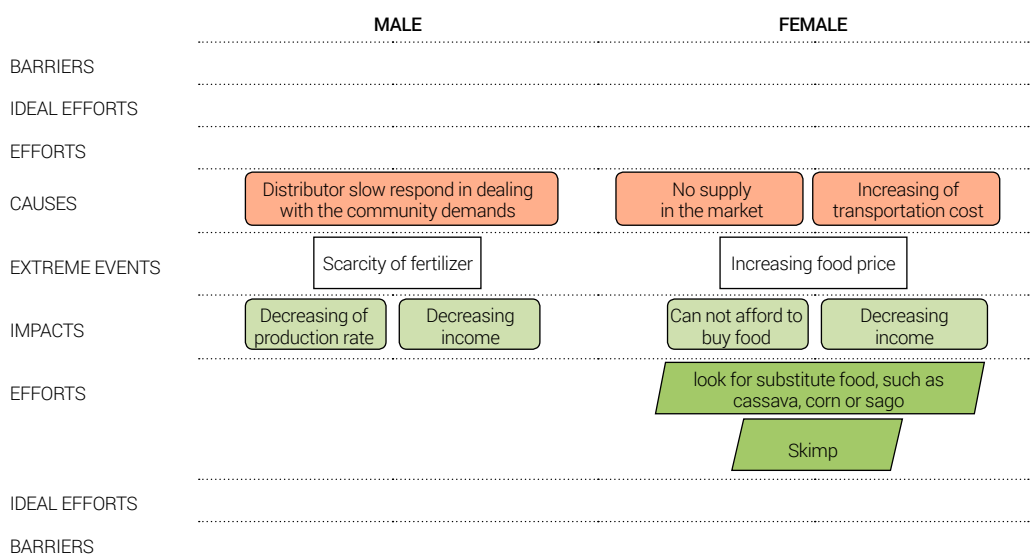 MALE
FEMALE
BARRIERS
IDEAL EFFORTS
EFFORTS
CAUSES
Distributor slow respond in dealing
with the community demands
No supply
in the market
Increasing of
transportation cost
EXTREME EVENTS
Scarcity of fertilizer
Increasing food price
IMPACTS
Decreasing of
production rate
Decreasing
income
Can not afford to
buy food
Decreasing
income
EFFORTS
look for substitute food, such as
cassava, corn or sago
Skimp
IDEAL EFFORTS
BARRIERS